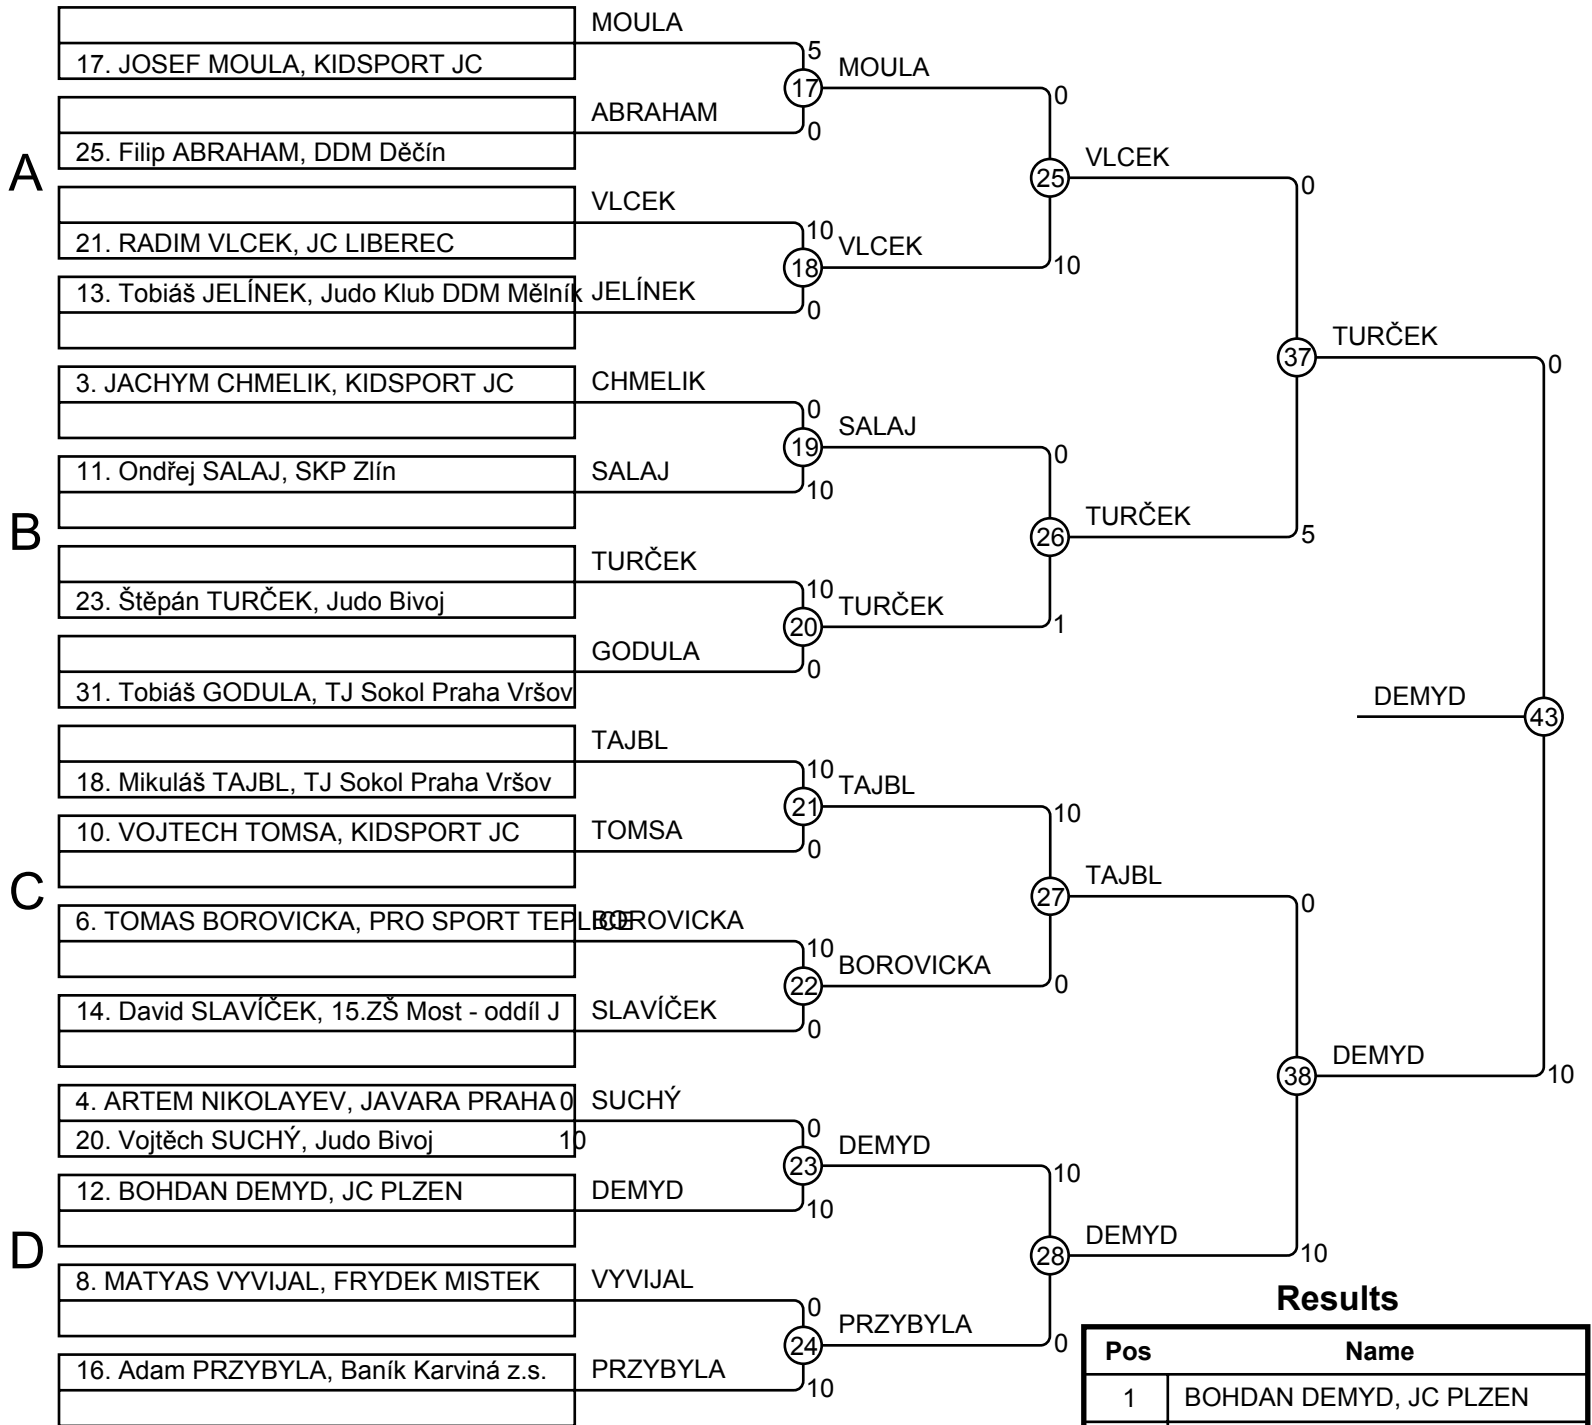 MOULA
17. JOSEF MOULA, KIDSPORT JC
5
17
MOULA
ABRAHAM
0
0
25. Filip ABRAHAM, DDM Děčín
A
25
VLCEK
0
VLCEK
10
21. RADIM VLCEK, JC LIBEREC
18
VLCEK
10
13. Tobiáš JELÍNEK, Judo Klub DDM Mělník
JELÍNEK
0
37
TURČEK
0
3. JACHYM CHMELIK, KIDSPORT JC
CHMELIK
0
19
SALAJ
0
11. Ondřej SALAJ, SKP Zlín
SALAJ
10
B
26
TURČEK
5
TURČEK
10
23. Štěpán TURČEK, Judo Bivoj
20
TURČEK
1
GODULA
0
31. Tobiáš GODULA, TJ Sokol Praha Vršov
DEMYD
43
TAJBL
10
18. Mikuláš TAJBL, TJ Sokol Praha Vršov
21
TAJBL
10
10. VOJTECH TOMSA, KIDSPORT JC
TOMSA
0
C
27
TAJBL
0
6. TOMAS BOROVICKA, PRO SPORT TEPLICE
BOROVICKA
10
22
BOROVICKA
0
14. David SLAVÍČEK, 15.ZŠ Most - oddíl J
SLAVÍČEK
0
38
DEMYD
10
4. ARTEM NIKOLAYEV, JAVARA PRAHA 0
SUCHÝ
0
20. Vojtěch SUCHÝ, Judo Bivoj 10
23
DEMYD
10
12. BOHDAN DEMYD, JC PLZEN
DEMYD
10
D
28
DEMYD
10
8. MATYAS VYVIJAL, FRYDEK MISTEK
VYVIJAL
0
24
PRZYBYLA
0
16. Adam PRZYBYLA, Baník Karviná z.s.
PRZYBYLA
10
Results
Pos Name
1 BOHDAN DEMYD, JC PLZEN